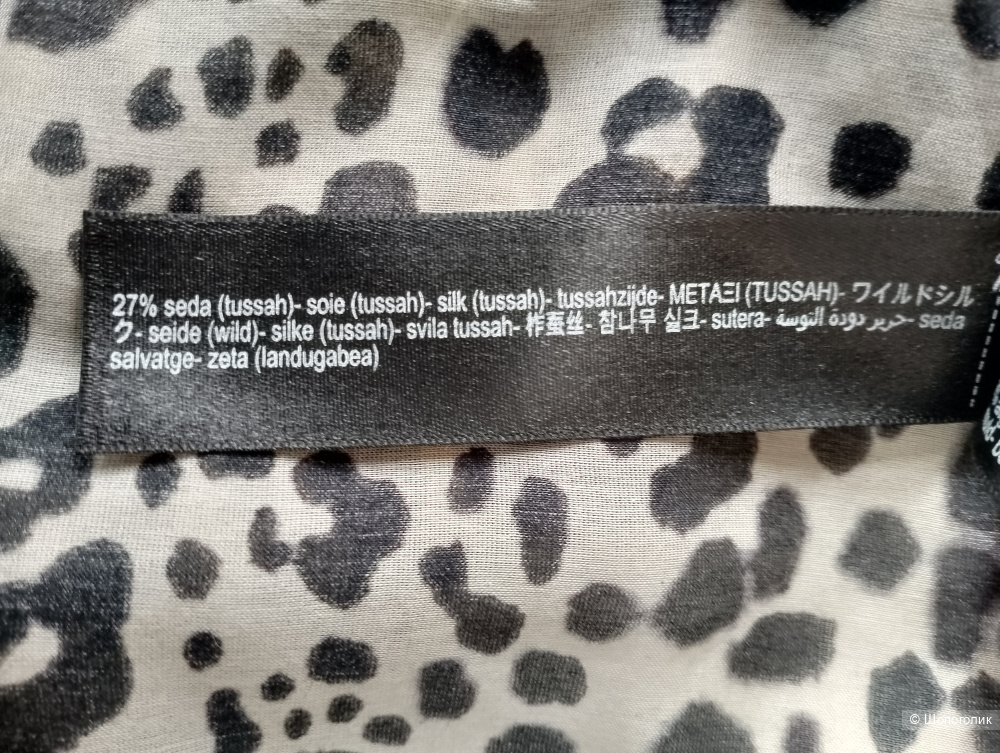 27% seda (tussah)- soie (tussah)- silk (tussah)- tussahzijde- ΜΕΤΑΞΙ (TUSSAH)- ワイルドシル
ク- seide (wild)- silke (tussah)- svila tussah- 柞蚕丝- 참나무 실크- sutera- حرير دودة التوسة- seda
salvatge- zeta (landugabea)
© Шопоголик